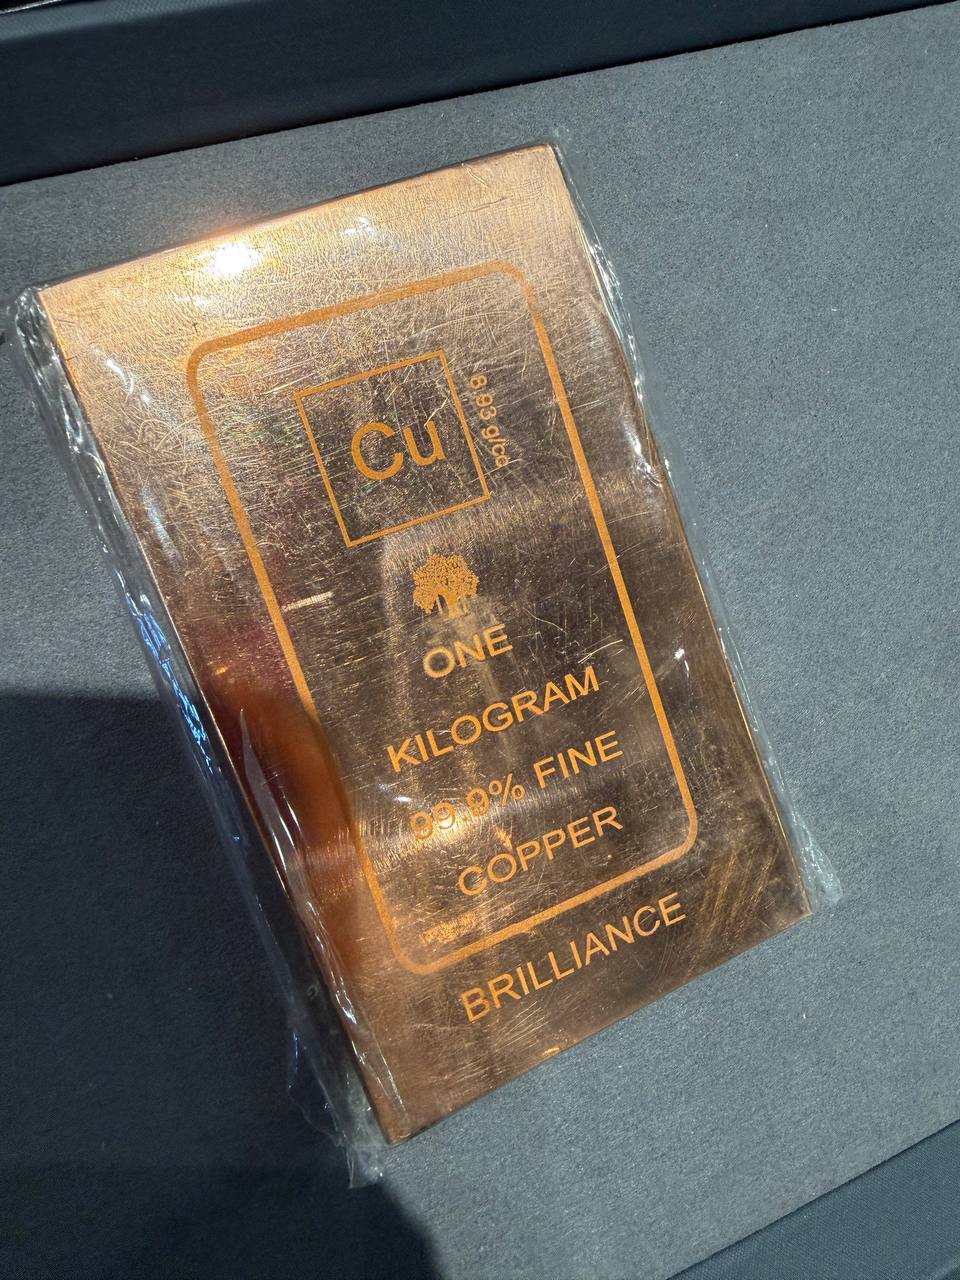 Cu
8.93 g/cc
ONE
KILOGRAM
99.9% FINE
COPPER
BRILLIANCE